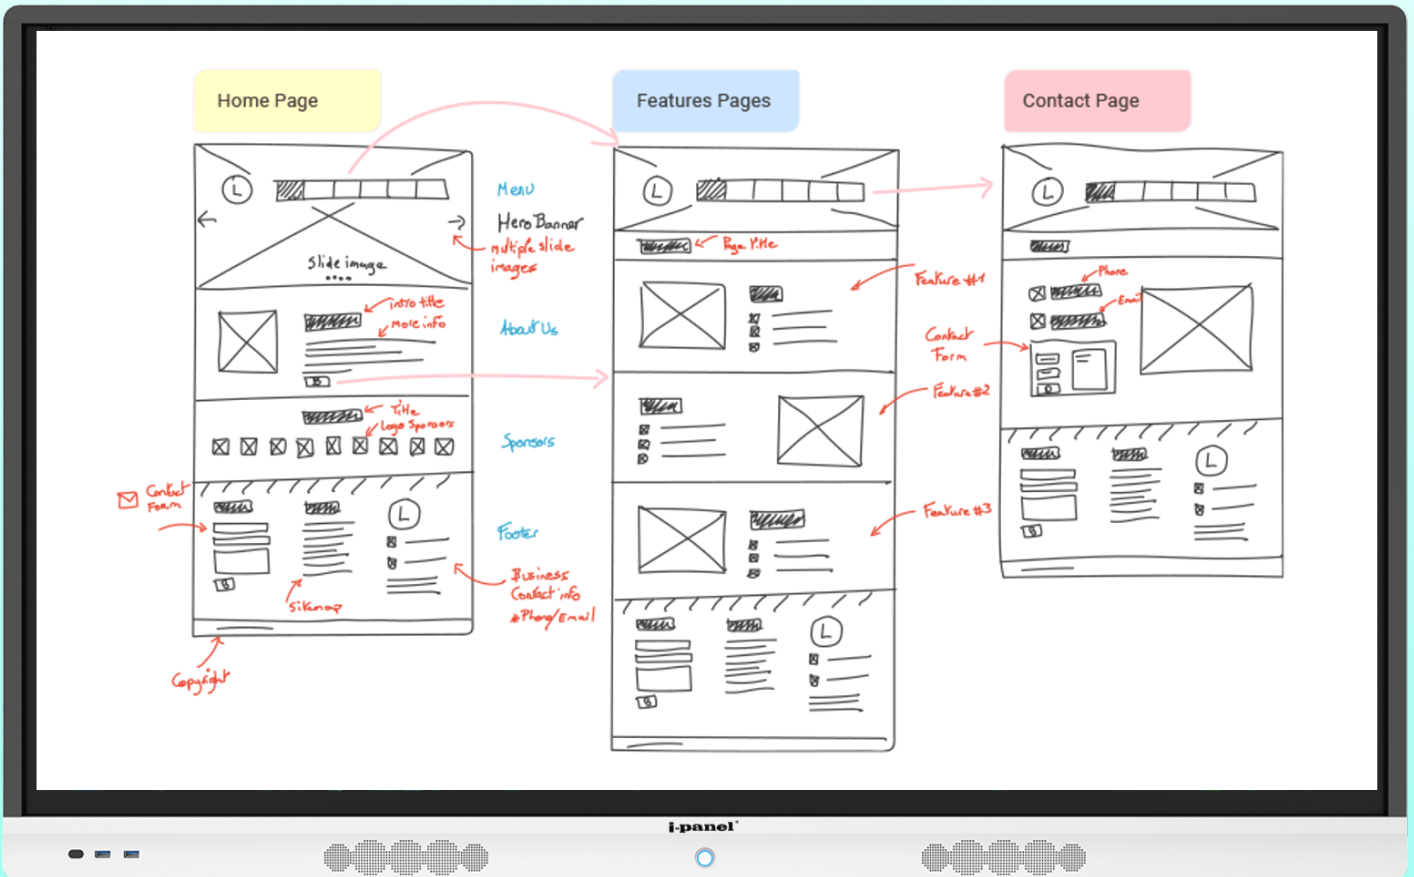 Home Page
Features Pages
Contact Page
L
L
L
Menu
Hero Banner
multiple slide
images
Slide image
Page Title
intro title
More info
About Us
Feature #1
Phone
Email
Contact
Form
Title
Logo Sponsors
Sponsors
Feature #2
Contact
Form
L
Footer
Business
Contact info
#Phone/Email
Sitemap
Copyright
Feature #3
L
L
i-panel